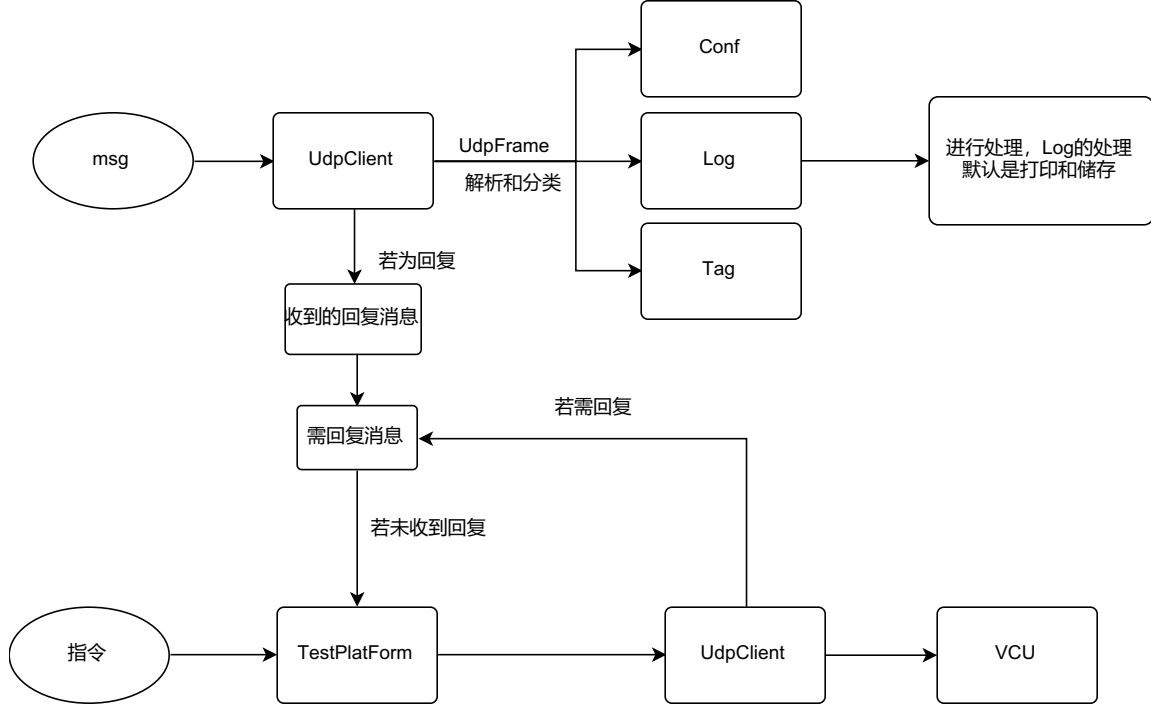 Conf
msg
UdpClient
UdpFrame
解析和分类
Log
进行处理，Log的处理
默认是打印和储存
Tag
若为回复
收到的回复消息
需回复消息
若需回复
若未收到回复
指令
TestPlatForm
UdpClient
VCU